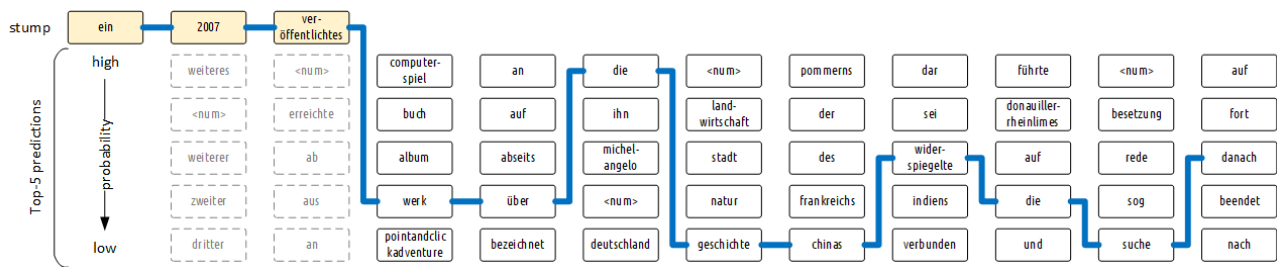 stump ein 2007 ver-
öffentlichtes
Top-5 predictions
high
probability
low
weiteres <num> computer-
spiel an die <num> pommerns dar führte <num> auf
<num> erreichte buch auf ihn land-
wirtschaft der sei donauiller-
rheinlimes besetzung fort
weiterer ab album abseits michel-
angelo stadt des wider-
spiegelte auf rede danach
zweiter aus werk über <num> natur frankreichs indiens die sog beendet
dritter an pointandclic
kadventure bezeichnet deutschland geschichte chinas verbunden und suche nach